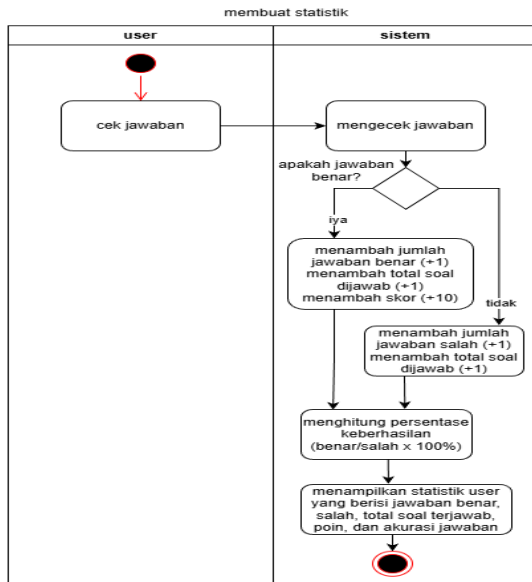 membuat statistik
user
sistem
cek jawaban
mengecek jawaban
apakah jawaban
benar?
iya
menambah jumlah
jawaban benar (+1)
menambah total soal
dijawab (+1)
menambah skor (+10)
tidak
menambah jumlah
jawaban salah (+1)
menambah total soal
dijawab (+1)
menghitung persentase
keberhasilan
(benar/salah x 100%)
menampilkan statistik user
yang berisi jawaban benar,
salah, total soal terjawab,
poin, dan akurasi jawaban